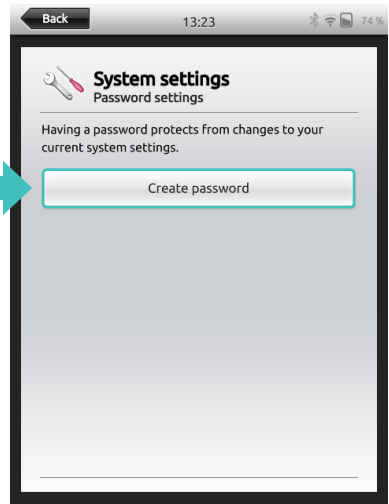 Back
13:23
74 %
System settings
Password settings
Having a password protects from changes to your
current system settings.
Create password